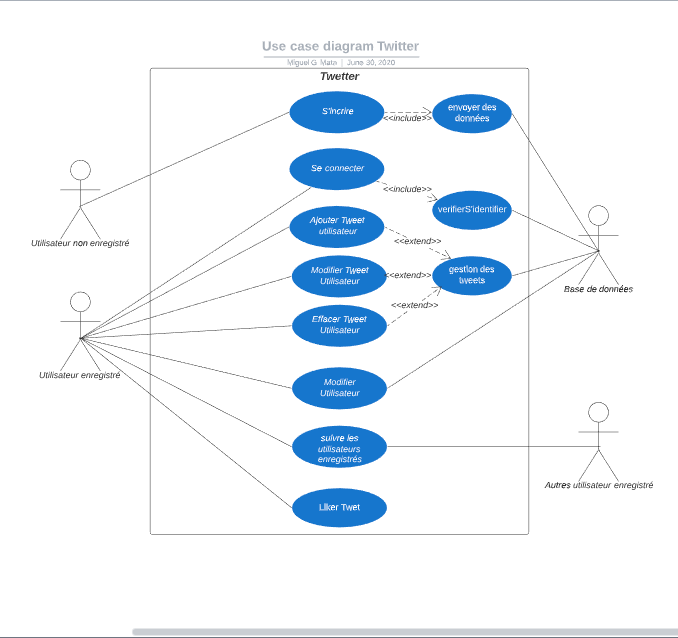 Use case diagram Twitter
Miguel G. Mata | June 30, 2020
Twetter
S'incrire
<<include>>
envoyer des
données
Se connecter
<<include>>
verifierS'identifier
Ajouter Tweet
utilisateur
<<extend>>
Modifier Tweet
Utilisateur
<<extend>>
gestion des
tweets
Effacer Tweet
Utilisateur
<<extend>>
Modifier
Utilisateur
suivre les
utilisateurs
enregistrés
Liker Twet
Utilisateur non enregistré
Utilisateur enregistré
Base de données
Autres utilisateur enregistré